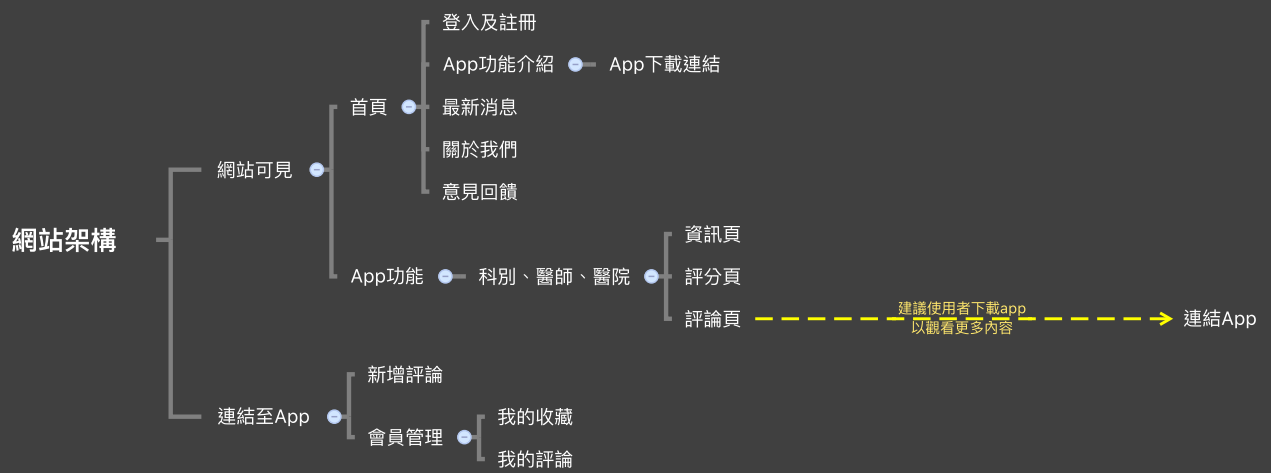 網站架構
網站可見
首頁
登入及註冊
App功能介紹
App下載連結
最新消息
關於我們
意見回饋
App功能
科別、醫師、醫院
資訊頁
評分頁
評論頁
建議使用者下載app
以觀看更多內容
連結App
連結至App
新增評論
會員管理
我的收藏
我的評論